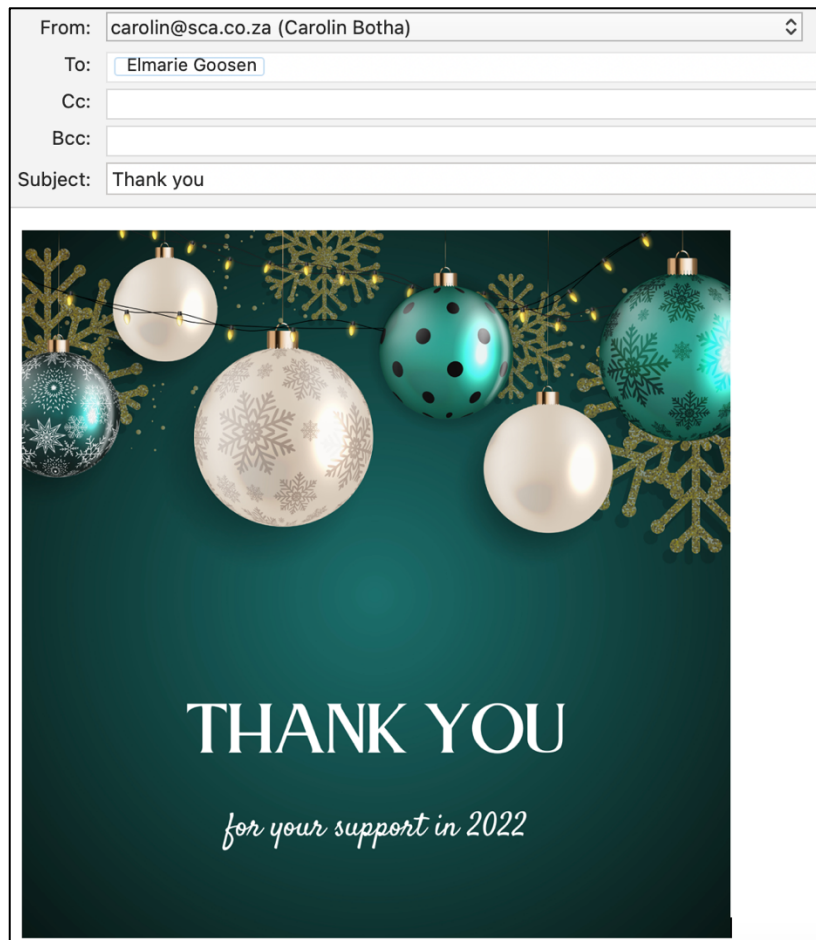 From: carolin@sca.co.za (Carolin Botha)
To: Elmarie Goosen
Cc:
Bcc:
Subject: Thank you
THANK YOU
for your support in 2022